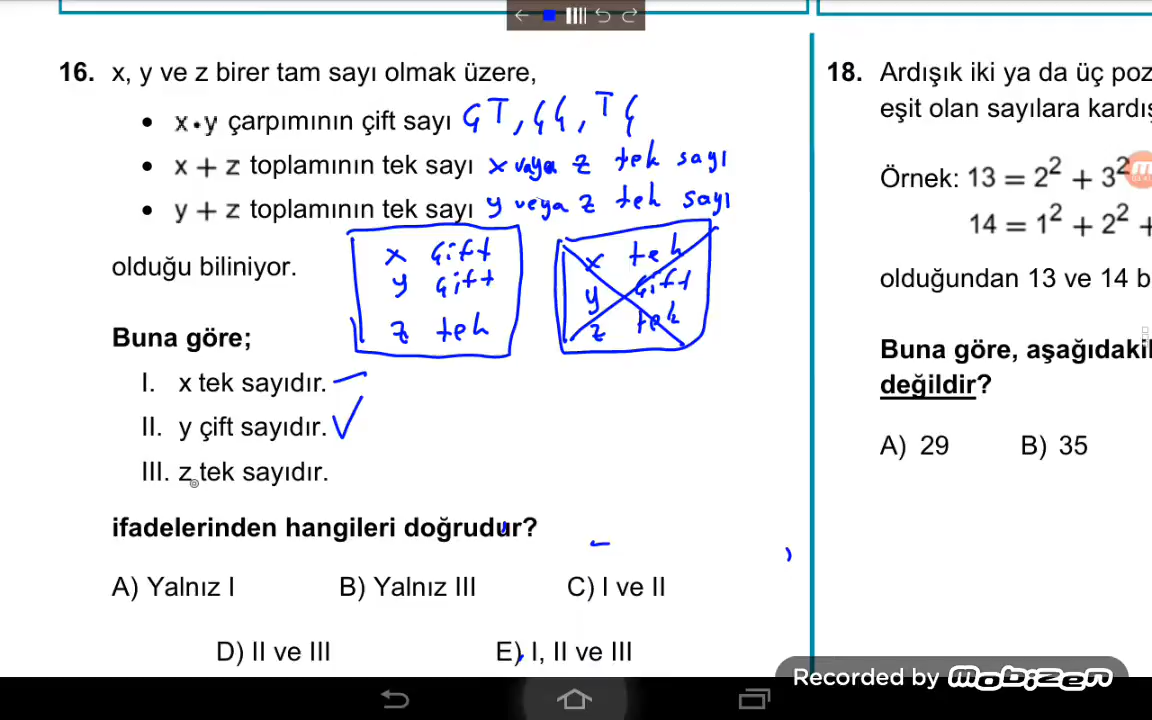 16. x, y ve z birer tam sayı olmak üzere,
• x·y çarpımının çift sayı ÇT, ÇÇ, TÇ
• x + z toplamının tek sayı x veya z tek sayı
• y + z toplamının tek sayı y veya z tek sayı
olduğu biliniyor.
x çift
y çift
z tek
x tek
y çift
z tek
Buna göre;
I. x tek sayıdır. –
II. y çift sayıdır. ✓
III. z tek sayıdır.
ifadelerinden hangileri doğrudur?
A) Yalnız I B) Yalnız III C) I ve II
D) II ve III E) I, II ve III
18. Ardışık iki ya da üç poz
eşit olan sayılara kardış
Örnek: 13 = 2² + 3²
14 = 1² + 2² +
olduğundan 13 ve 14 b
Buna göre, aşağıdakil
değildir?
A) 29 B) 35
Recorded by mobizen